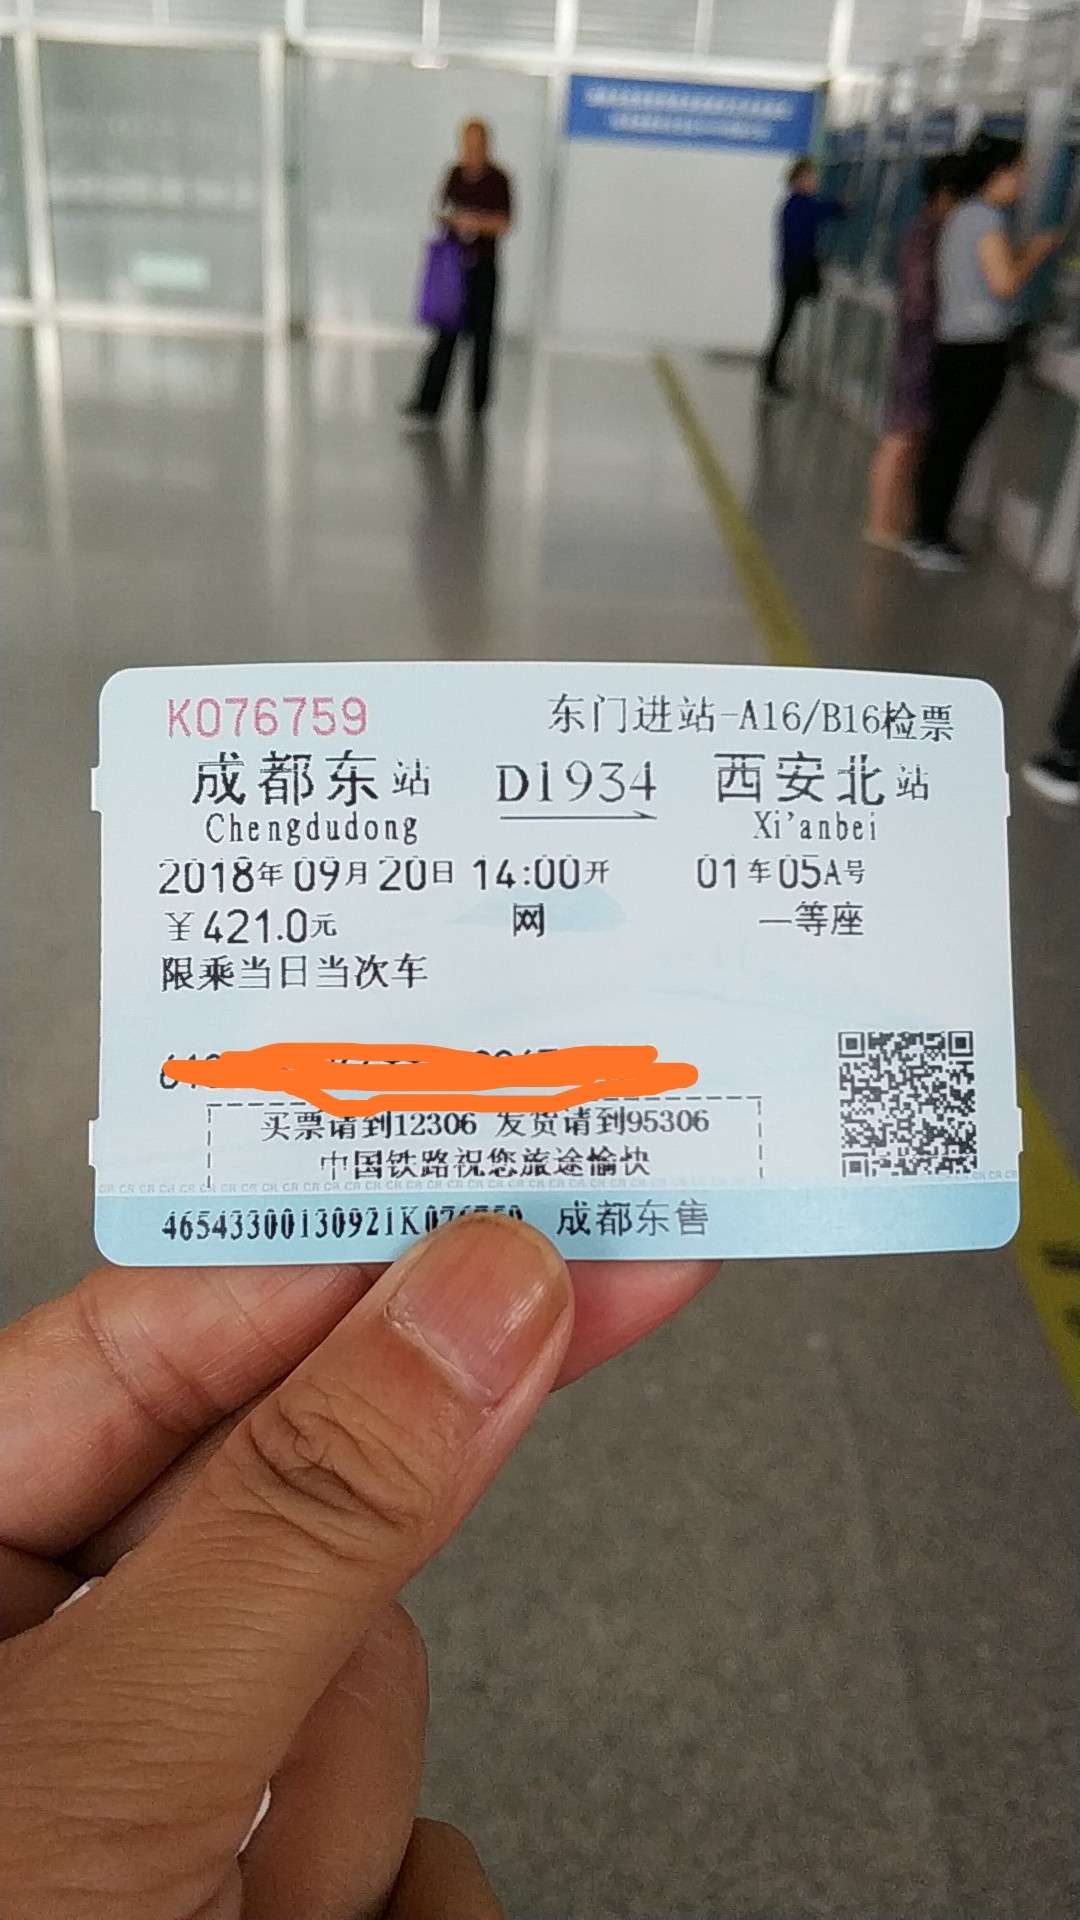 K076759 东门进站-A16/B16检票
成都东站 D1934 西安北站
Chengdudong Xi'anbei
2018年09月20日 14:00开 01车05A号
¥421.0元 网 一等座
限乘当日当次车
买票请到12306 发货请到95306
中国铁路祝您旅途愉快
46543300130921K076759 成都东售